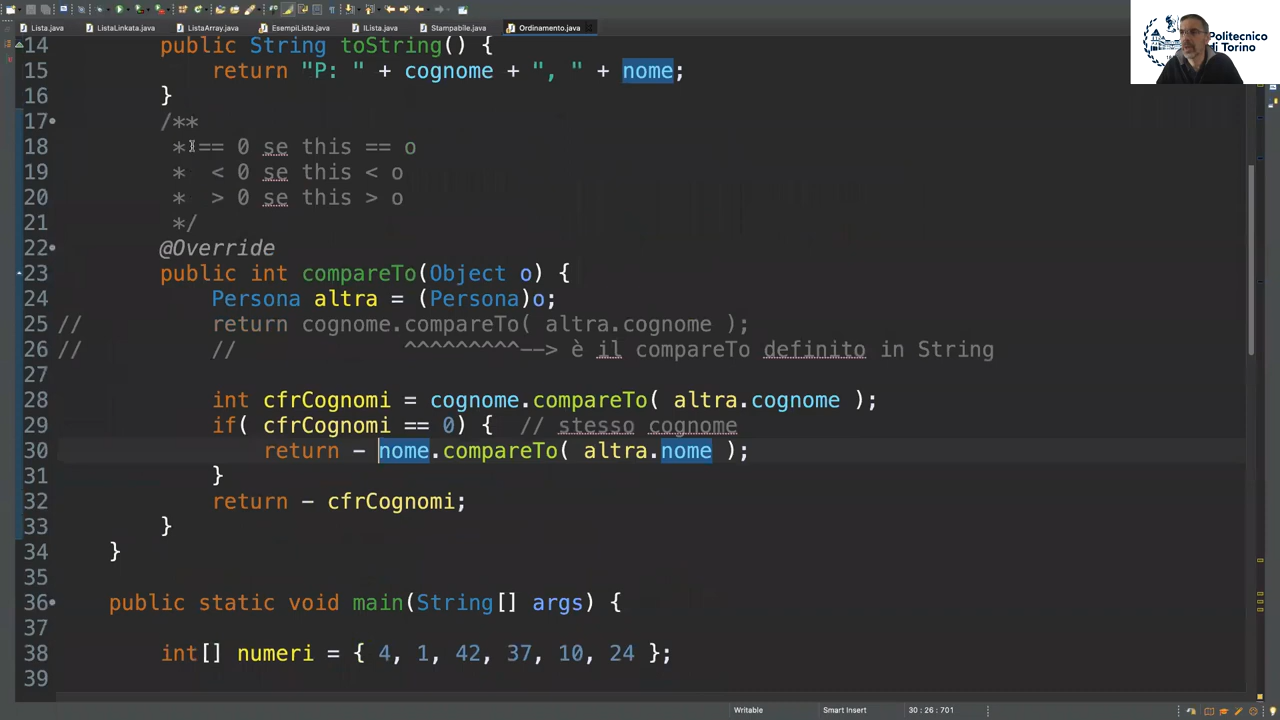 Lista.java ListaLinkata.java ListaArray.java EsempiLista.java ILista.java Stampabile.java Ordinamento.java
Politecnico
di Torino
14 public String toString() {
15 return "P: " + cognome + ", " + nome;
16 }
17 /**
18 * == 0 se this == o
19 * < 0 se this < o
20 * > 0 se this > o
21 */
22 @Override
23 public int compareTo(Object o) {
24 Persona altra = (Persona)o;
25 // return cognome.compareTo( altra.cognome );
26 // // ^^^^^^^^^--> è il compareTo definito in String
27
28 int cfrCognomi = cognome.compareTo( altra.cognome );
29 if( cfrCognomi == 0) { // stesso cognome
30 return - nome.compareTo( altra.nome );
31 }
32 return - cfrCognomi;
33 }
34 }
35
36 public static void main(String[] args) {
37
38 int[] numeri = { 4, 1, 42, 37, 10, 24 };
39
Writable Smart Insert 30 : 26 : 701